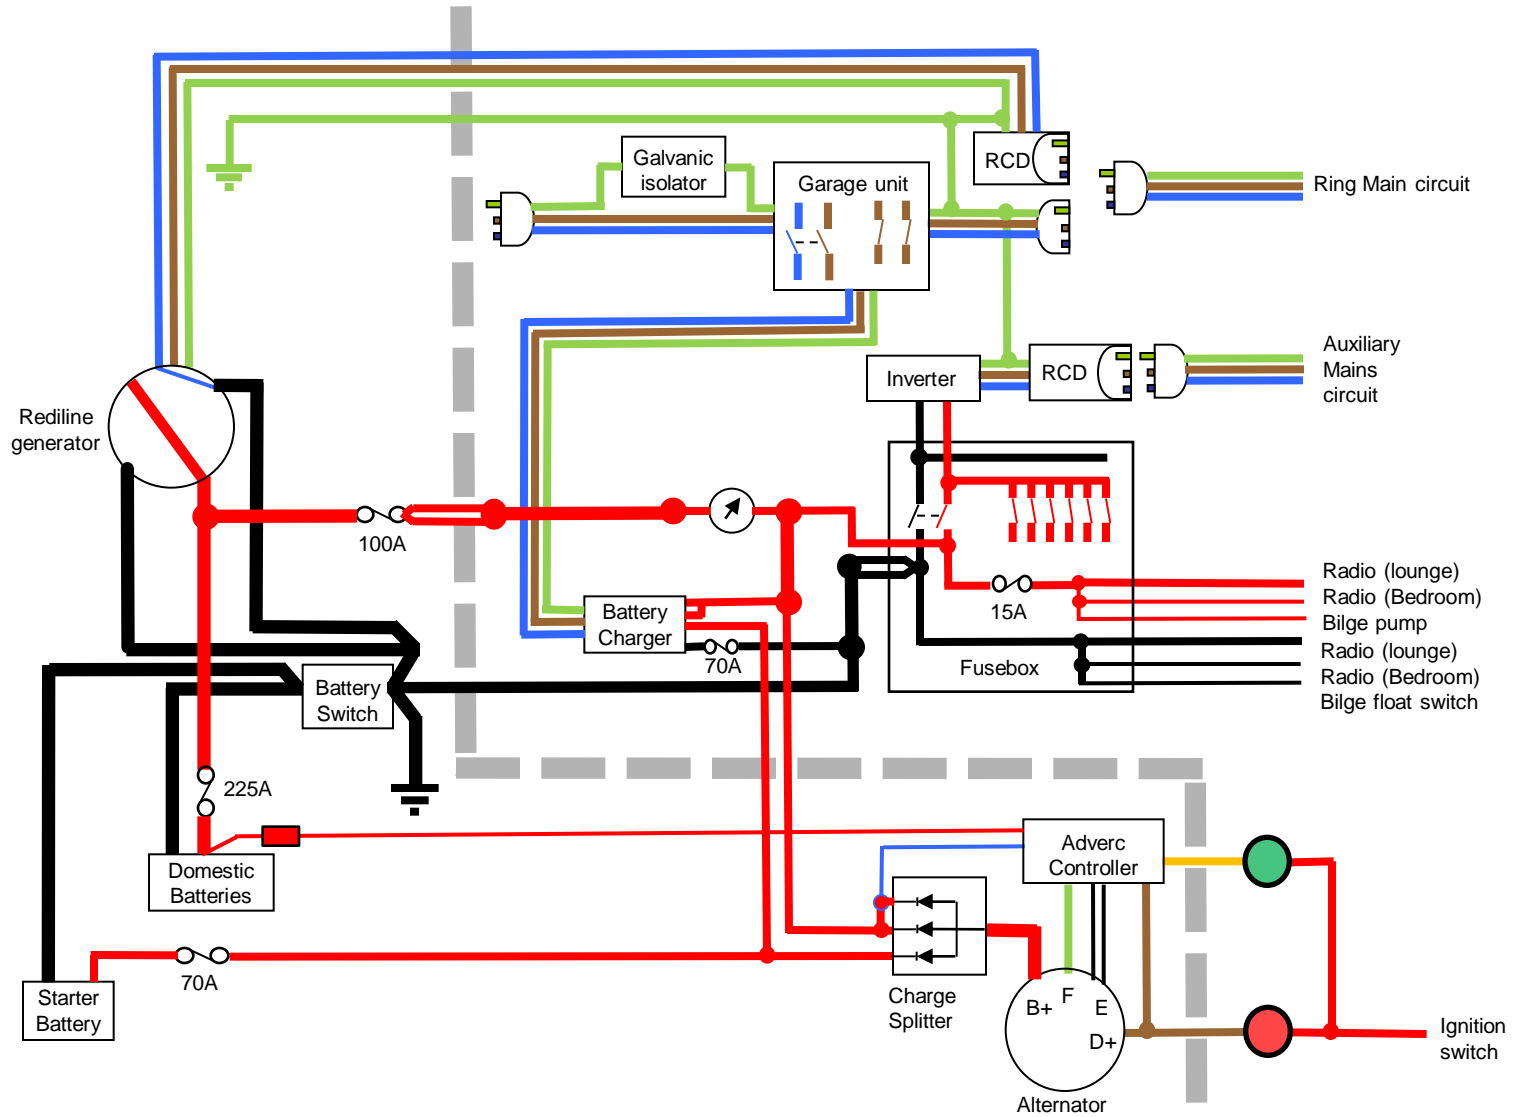 Galvanic
isolator
Garage unit
RCD
Ring Main circuit
Rediline
generator
Inverter
RCD
Auxiliary
Mains
circuit
100A
15A
Radio (lounge)
Radio (Bedroom)
Bilge pump
Radio (lounge)
Radio (Bedroom)
Bilge float switch
Battery
Charger
70A
Fusebox
Battery
Switch
225A
Domestic
Batteries
Adverc
Controller
70A
Starter
Battery
Charge
Splitter
B+
F
E
D+
Alternator
Ignition
switch